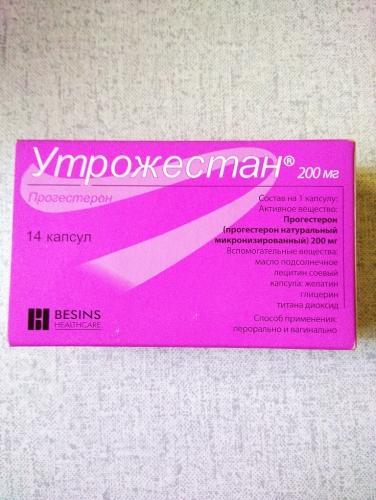 Утрожестан® 200 мг
Прогестерон
14 капсул
Состав на 1 капсулу:
Активное вещество:
Прогестерон
(прогестерон натуральный
микронизированный) 200 мг
Вспомогательные вещества:
масло подсолнечное
лецитин соевый
капсула: желатин
глицерин
титана диоксид
Способ применения:
перорально и вагинально
BESINS
HEALTHCARE